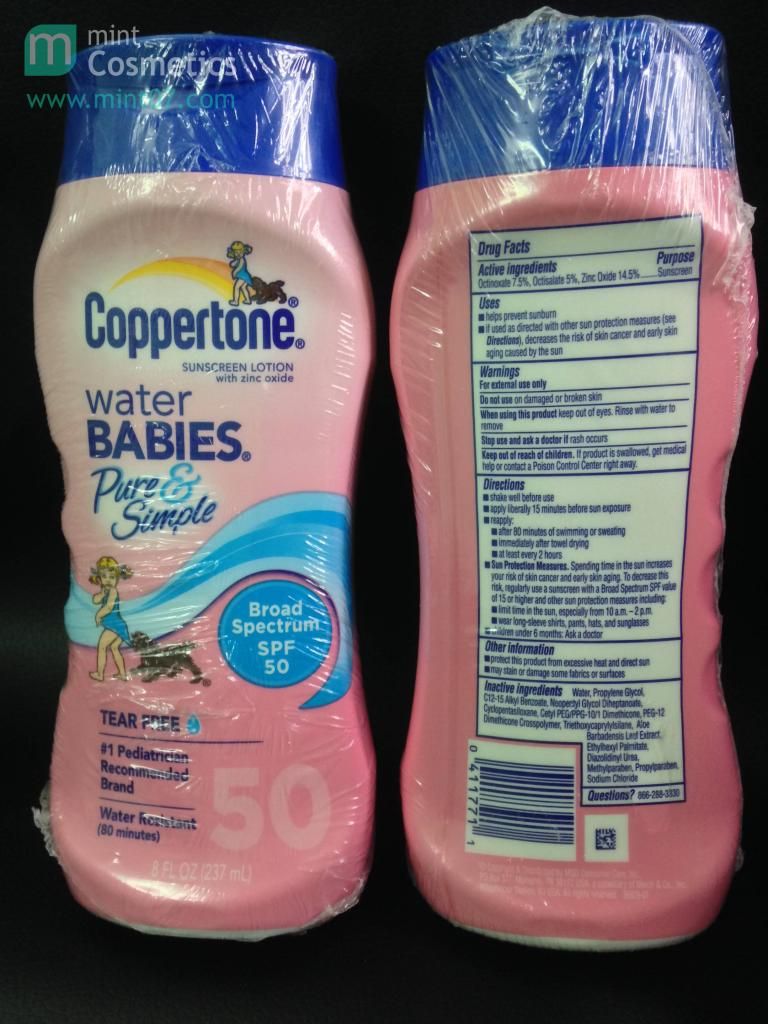 m mint
Cosmetics
Coppertone®
SUNSCREEN LOTION
with zinc oxide
water
BABIES®
Pure &
Simple
Broad
Spectrum
SPF
50
TEAR FREE
#1 Pediatrician
Recommended
Brand
Water Resistant
(80 minutes)
50
8 FL OZ (237 mL)
Drug Facts
Active ingredients Purpose
Octinoxate 7.5%, Octisalate 5%, Zinc Oxide 14.5% Sunscreen
Uses
■ helps prevent sunburn
■ if used as directed with other sun protection measures (see
Directions), decreases the risk of skin cancer and early skin
aging caused by the sun
Warnings
For external use only
Do not use on damaged or broken skin
When using this product keep out of eyes. Rinse with water to
remove
Stop use and ask a doctor if rash occurs
Keep out of reach of children. If product is swallowed, get medical
help or contact a Poison Control Center right away.
Directions
■ shake well before use
■ apply liberally 15 minutes before sun exposure
■ reapply:
■ after 80 minutes of swimming or sweating
■ immediately after towel drying
■ at least every 2 hours
■ Sun Protection Measures. Spending time in the sun increases
your risk of skin cancer and early skin aging. To decrease this
risk, regularly use a sunscreen with a Broad Spectrum SPF value
of 15 or higher and other sun protection measures including:
■ limit time in the sun, especially from 10 a.m. – 2 p.m.
■ wear long-sleeve shirts, pants, hats, and sunglasses
■ children under 6 months: Ask a doctor
Other information
■ protect this product from excessive heat and direct sun
■ may stain or damage some fabrics or surfaces
Inactive ingredients Water, Propylene Glycol,
C12-15 Alkyl Benzoate, Neopentyl Glycol Diheptanoate,
Cyclopentasiloxane, Cetyl PEG/PPG-10/1 Dimethicone, PEG-12
Dimethicone Crosspolymer, Triethoxycaprylylsilane, Aloe
Barbadensis Leaf Extract,
Ethylhexyl Palmitate,
Diazolidinyl Urea,
Methylparaben, Propylparaben,
Sodium Chloride
Questions? 866-288-3330